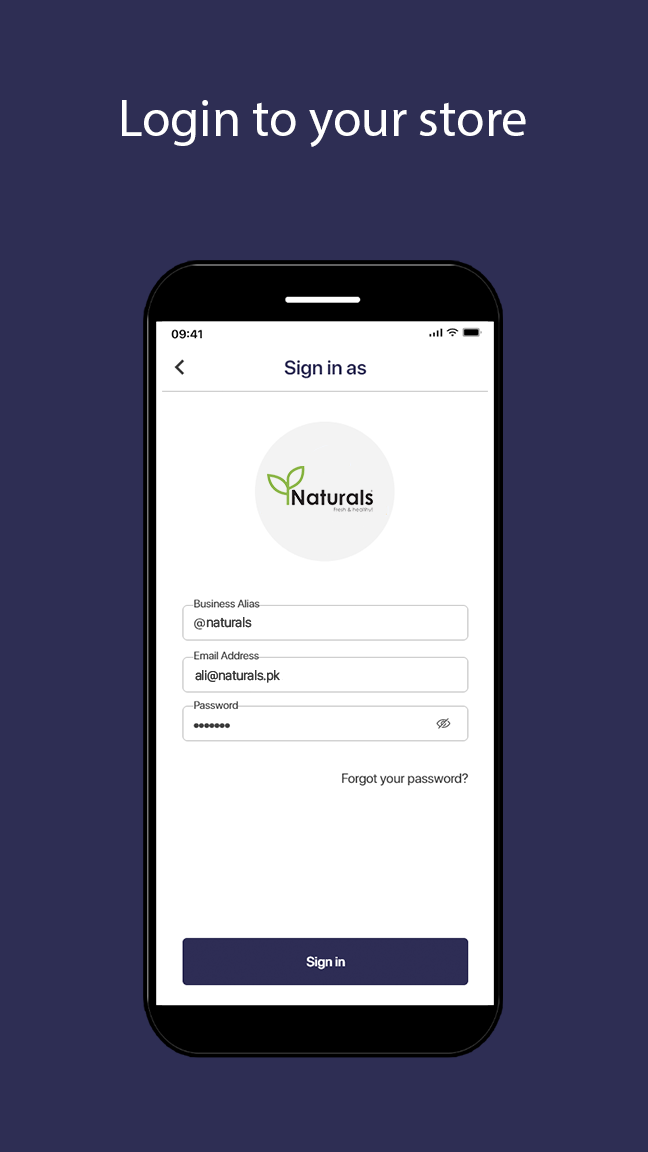 Login to your store
09:41
Sign in as
Naturals
fresh & healthy!
Business Alias
@naturals
Email Address
ali@naturals.pk
Password
•••••••
Forgot your password?
Sign in